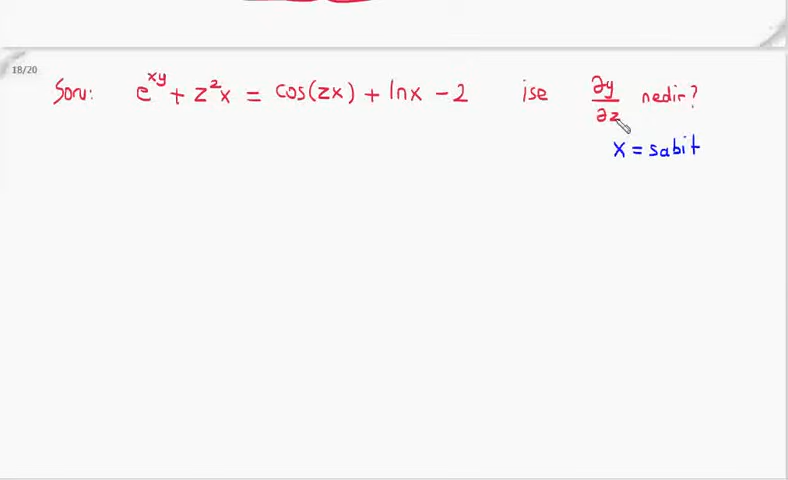 18/20
Soru: e^{xy} + z²x = cos(zx) + lnx - 2 ise ∂y/∂z nedir?
x = sabit